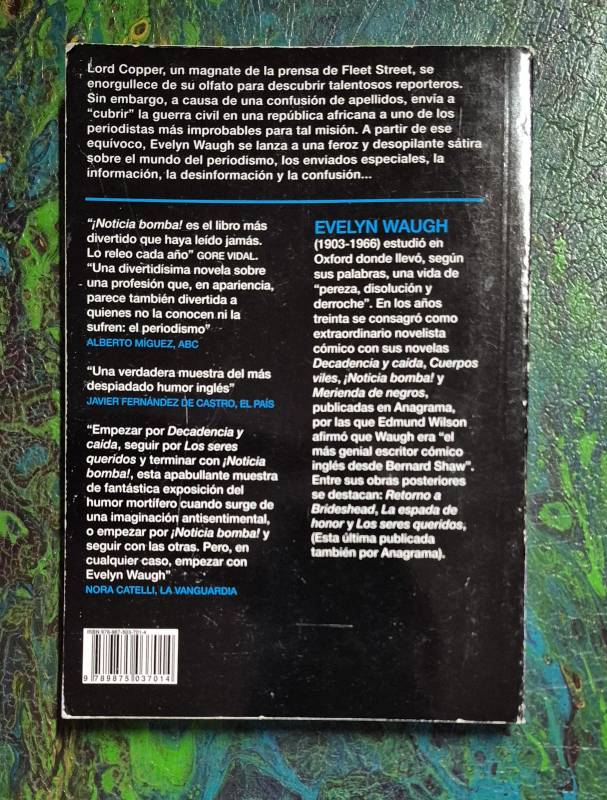 Lord Copper, un magnate de la prensa de Fleet Street, se
enorgullece de su olfato para descubrir talentosos reporteros.
Sin embargo, a causa de una confusión de apellidos, envía a
“cubrir” la guerra civil en una república africana a uno de los
periodistas más improbables para tal misión. A partir de ese
equívoco, Evelyn Waugh se lanza a una feroz y desopilante sátira
sobre el mundo del periodismo, los enviados especiales, la
información, la desinformación y la confusión...
“¡Noticia bomba! es el libro más
divertido que haya leído jamás.
Lo releo cada año” GORE VIDAL.
“Una divertidísima novela sobre
una profesión que, en apariencia,
parece también divertida a
quienes no la conocen ni la
sufren: el periodismo”
ALBERTO MÍGUEZ, ABC
“Una verdadera muestra del más
despiadado humor inglés”
JAVIER FERNÁNDEZ DE CASTRO, EL PAÍS
“Empezar por Decadencia y
caída, seguir por Los seres
queridos y terminar con ¡Noticia
bomba!, esta apabullante muestra
de fantástica exposición del
humor mortífero cuando surge de
una imaginación antisentimental,
o empezar por ¡Noticia bomba! y
seguir con las otras. Pero, en
cualquier caso, empezar con
Evelyn Waugh”
NORA CATELLI, LA VANGUARDIA
EVELYN WAUGH
(1903-1966) estudió en
Oxford donde llevó, según
sus palabras, una vida de
“pereza, disolución y
derroche”. En los años
treinta se consagró como
extraordinario novelista
cómico con sus novelas
Decadencia y caída, Cuerpos
viles, ¡Noticia bomba! y
Merienda de negros,
publicadas en Anagrama,
por las que Edmund Wilson
afirmó que Waugh era “el
más genial escritor cómico
inglés desde Bernard Shaw”.
Entre sus obras posteriores
se destacan: Retorno a
Brideshead, La espada de
honor y Los seres queridos,
(Esta última publicada
también por Anagrama).
ISBN 978-987-503-701-4
9 789875 037014